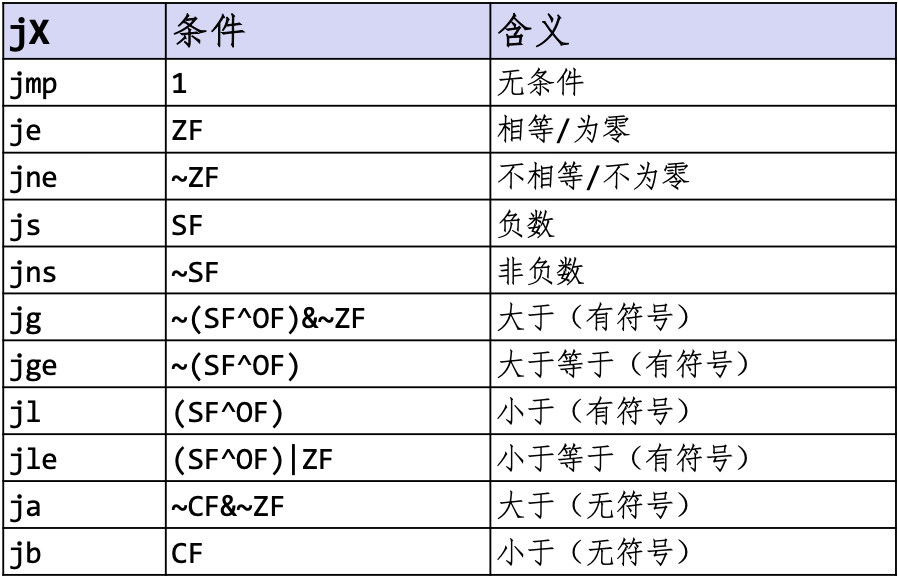 jX 条件 含义
jmp 1 无条件
je ZF 相等/为零
jne ~ZF 不相等/不为零
js SF 负数
jns ~SF 非负数
jg ~(SF^OF)&~ZF 大于（有符号）
jge ~(SF^OF) 大于等于（有符号）
jl (SF^OF) 小于（有符号）
jle (SF^OF)|ZF 小于等于（有符号）
ja ~CF&~ZF 大于（无符号）
jb CF 小于（无符号）